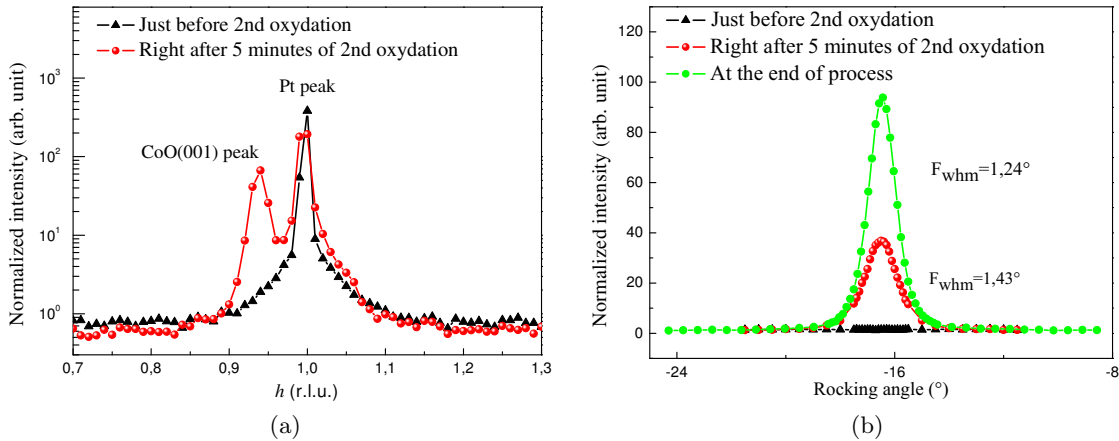 Just before 2nd oxydation
Right after 5 minutes of 2nd oxydation
Pt peak
CoO(001) peak
Normalized intensity (arb. unit)
10^3
10^2
10^1
10^0
0,7 0,8 0,9 1,0 1,1 1,2 1,3
h (r.l.u.)
(a)
Just before 2nd oxydation
Right after 5 minutes of 2nd oxydation
At the end of process
Normalized intensity (arb. unit)
120
100
80
60
40
20
0
F_whm=1,24°
F_whm=1,43°
-24 -16 -8
Rocking angle (°)
(b)